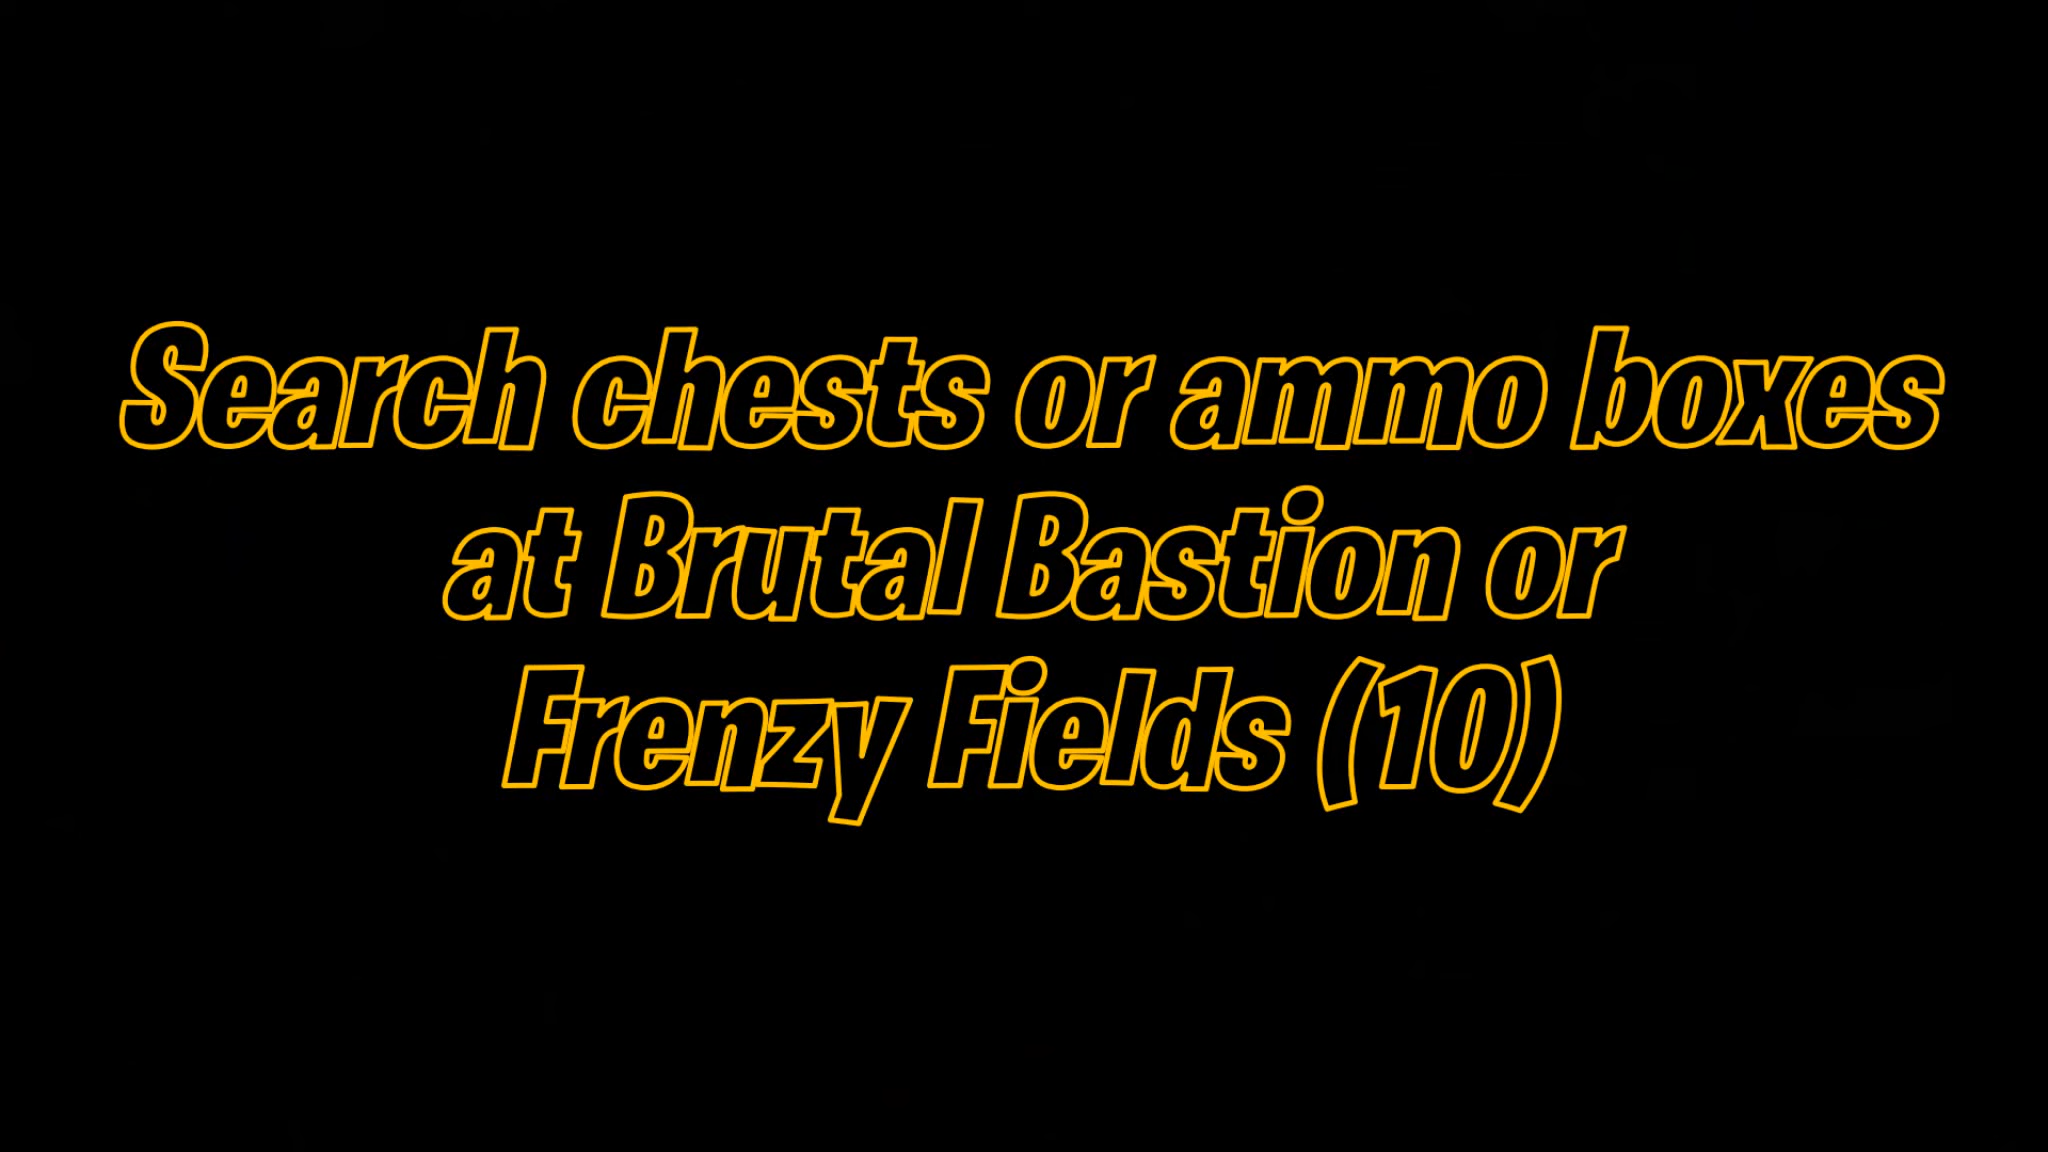 Search chests or ammo boxes
at Brutal Bastion or
Frenzy Fields (10)